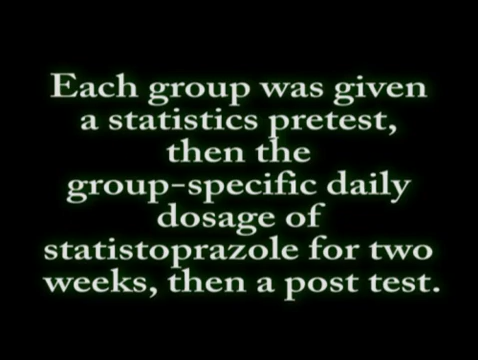 Each group was given
a statistics pretest,
then the
group-specific daily
dosage of
statistoprazole for two
weeks, then a post test.